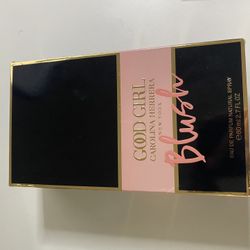 GOOD GIRL
CAROLINA HERRERA
NEW YORK
Blush
EAU DE PARFUM NATURAL SPRAY
℮80ml 2.7 FL.OZ